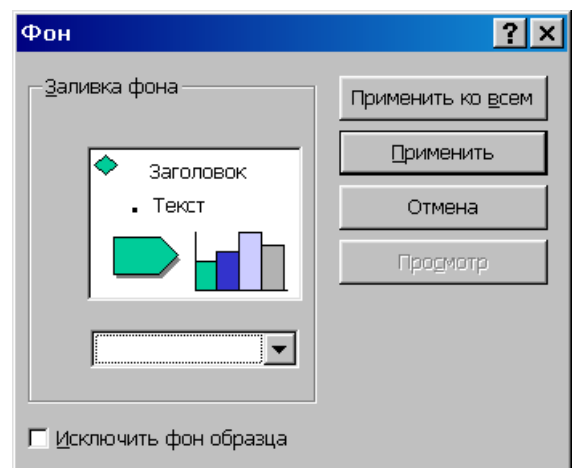 Фон
Заливка фона
Заголовок
. Текст
Исключить фон образца
Применить ко всем
Применить
Отмена
Просмотр